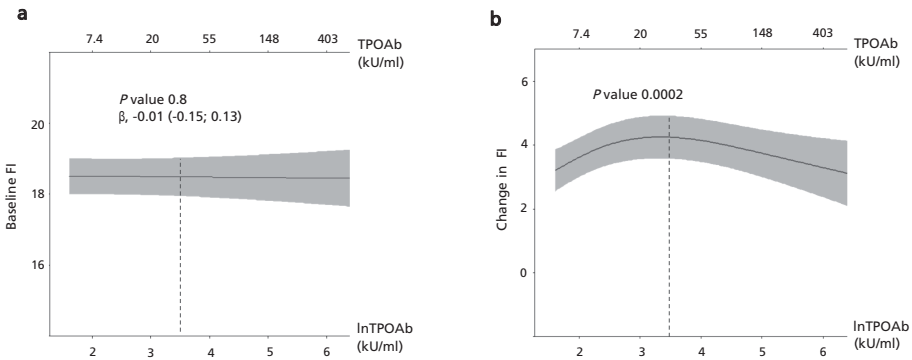 a
7.4 20 55 148 403 TPOAb
(kU/ml)
P value 0.8
β, -0.01 (-0.15; 0.13)
20
18
16
Baseline FI
2 3 4 5 6
lnTPOAb
(kU/ml)
b
7.4 20 55 148 403 TPOAb
(kU/ml)
P value 0.0002
6
4
2
0
Change in FI
2 3 4 5 6
lnTPOAb
(kU/ml)